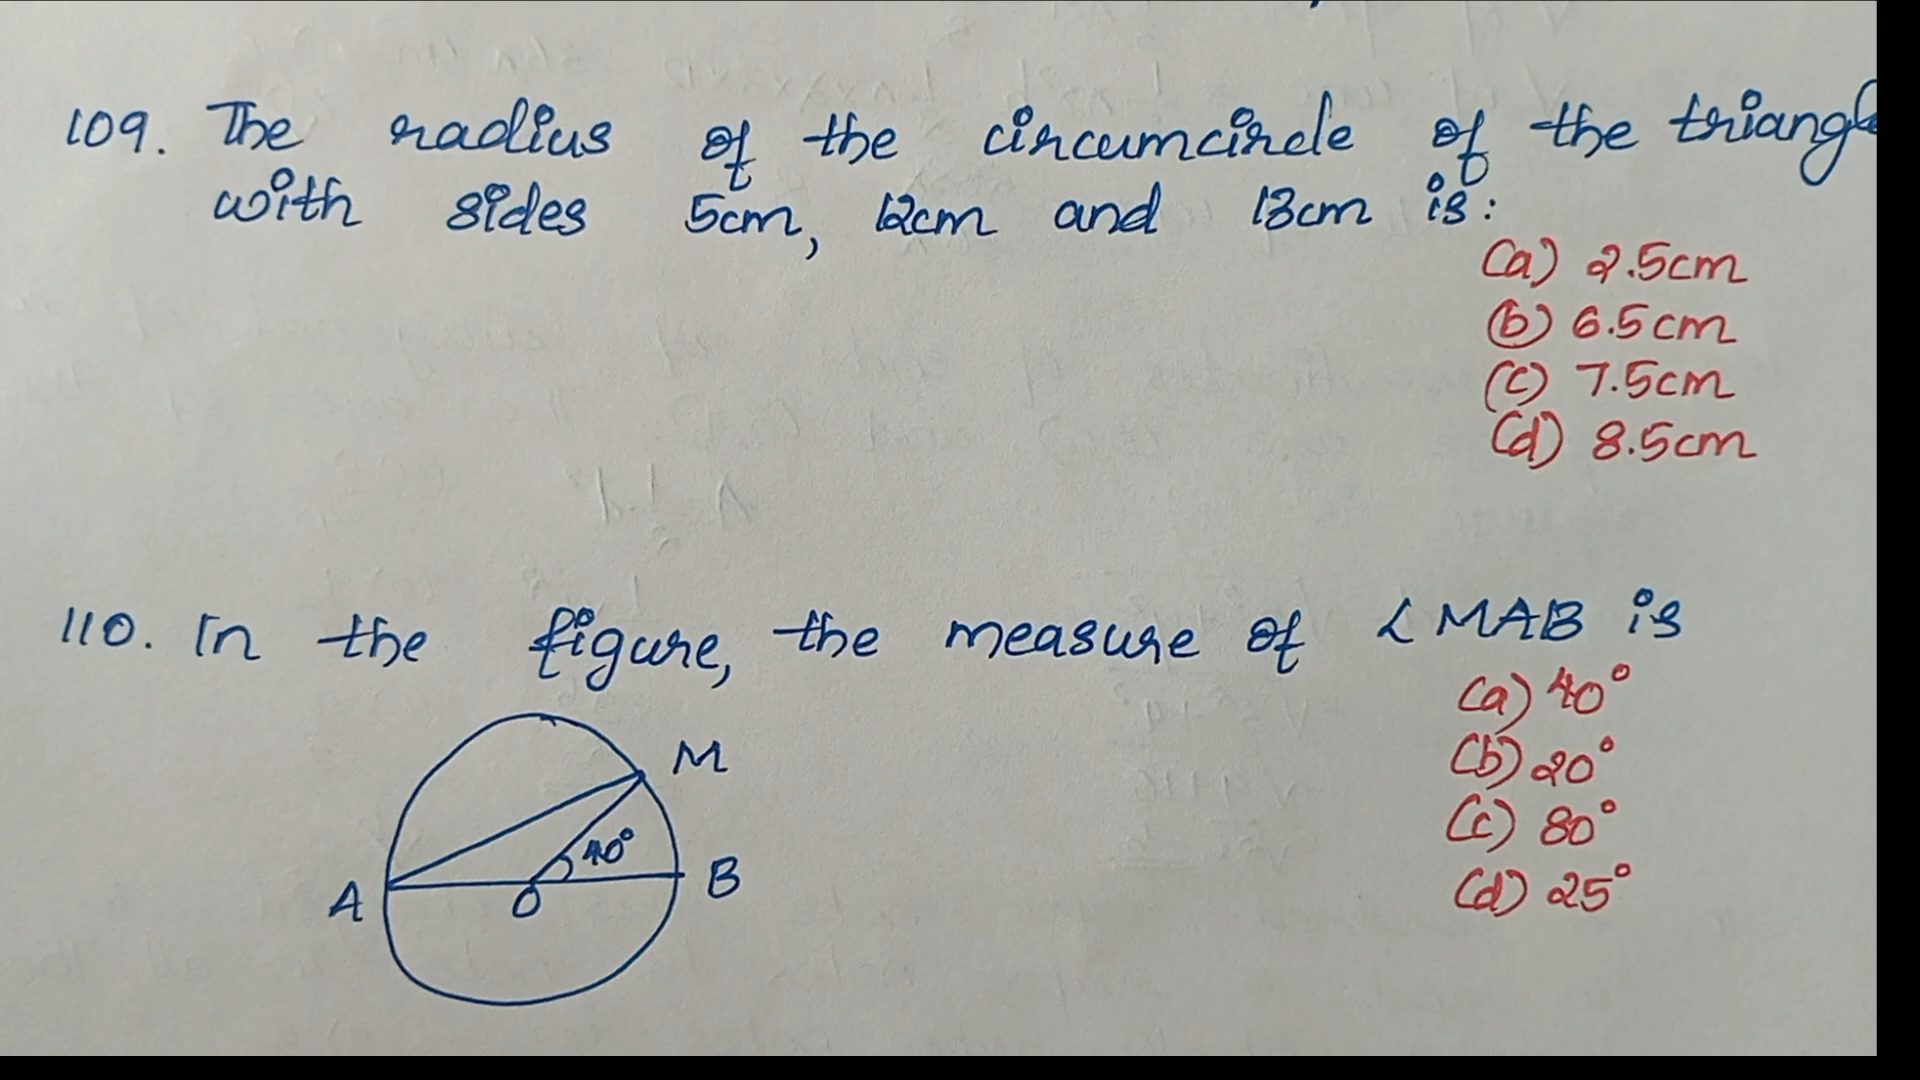 109. The radius of the circumcircle of the triangle
with sides 5cm, 12cm and 13cm is:
(a) 2.5cm
(b) 6.5cm
(c) 7.5cm
(d) 8.5cm
110. In the figure, the measure of ∠MAB is
(a) 40°
(b) 20°
(c) 80°
(d) 25°
M
40°
A
O
B